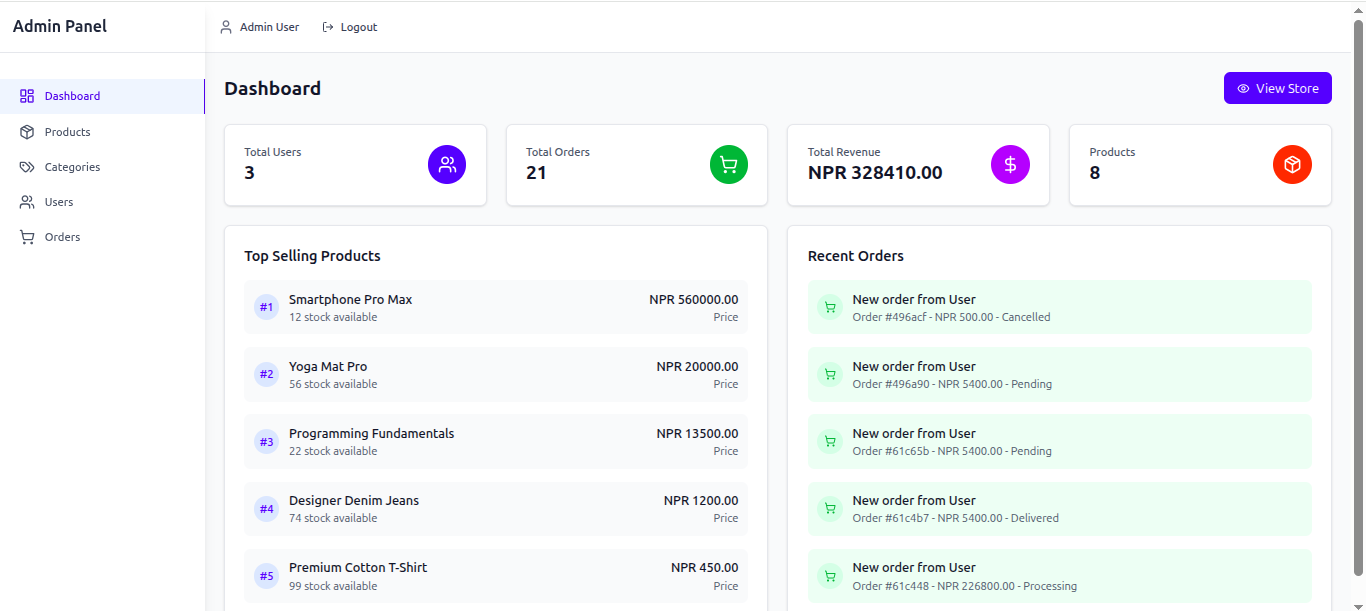 Admin Panel
Admin User
Logout
Dashboard
Products
Categories
Users
Orders
Dashboard
View Store
Total Users
3
Total Orders
21
Total Revenue
NPR 328410.00
Products
8
Top Selling Products
#1
Smartphone Pro Max
12 stock available
NPR 560000.00
Price
#2
Yoga Mat Pro
56 stock available
NPR 20000.00
Price
#3
Programming Fundamentals
22 stock available
NPR 13500.00
Price
#4
Designer Denim Jeans
74 stock available
NPR 1200.00
Price
#5
Premium Cotton T-Shirt
99 stock available
NPR 450.00
Price
Recent Orders
New order from User
Order #496acf - NPR 500.00 - Cancelled
New order from User
Order #496a90 - NPR 5400.00 - Pending
New order from User
Order #61c65b - NPR 5400.00 - Pending
New order from User
Order #61c4b7 - NPR 5400.00 - Delivered
New order from User
Order #61c448 - NPR 226800.00 - Processing